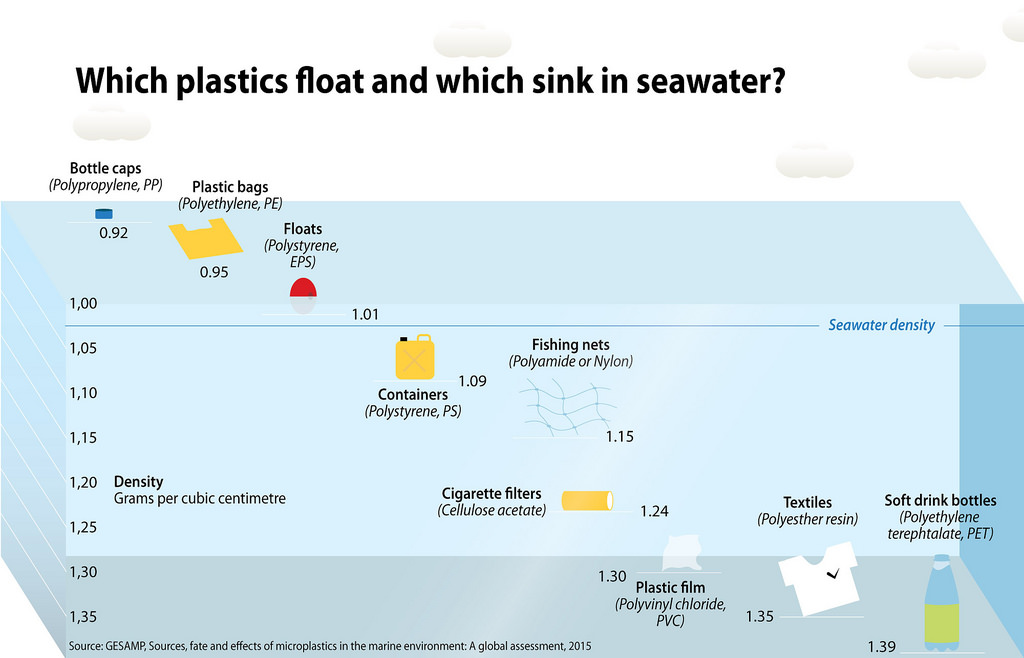 Which plastics float and which sink in seawater?
Bottle caps
(Polypropylene, PP)
0.92
Plastic bags
(Polyethylene, PE)
0.95
Floats
(Polystyrene,
EPS)
1.01
1,00
Seawater density
1,05
Containers
(Polystyrene, PS)
1.09
Fishing nets
(Polyamide or Nylon)
1.15
1,10
1,15
1,20
Density
Grams per cubic centimetre
Cigarette filters
(Cellulose acetate)
1.24
1,25
1.30
Plastic film
(Polyvinyl chloride,
PVC)
Textiles
(Polyesther resin)
1.35
Soft drink bottles
(Polyethylene
terephtalate, PET)
1.39
1,30
1,35
Source: GESAMP, Sources, fate and effects of microplastics in the marine environment: A global assessment, 2015